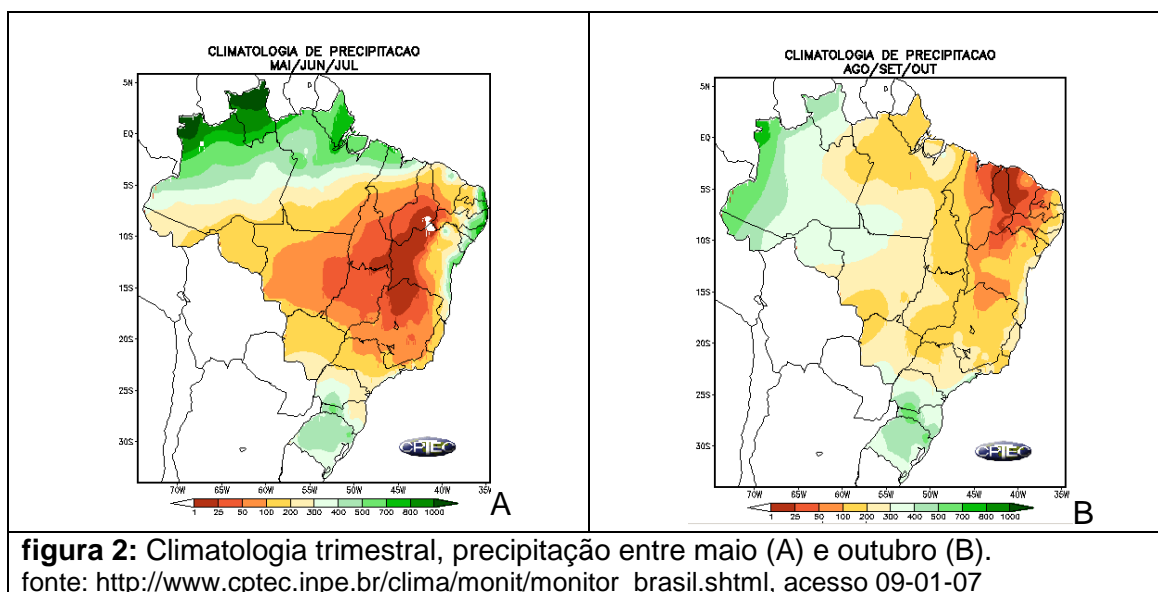 CLIMATOLOGIA DE PRECIPITACAO
MAI/JUN/JUL
5N
EQ
5S
10S
15S
20S
25S
30S
70W 65W 60W 55W 50W 45W 40W 35W
1 25 50 100 200 300 400 500 700 800 1000
CPTEC
A
CLIMATOLOGIA DE PRECIPITACAO
AGO/SET/OUT
5N
EQ
5S
10S
15S
20S
25S
30S
70W 65W 60W 55W 50W 45W 40W 35W
1 25 50 100 200 300 400 500 700 800 1000
CPTEC
B
figura 2: Climatologia trimestral, precipitação entre maio (A) e outubro (B).
fonte: http://www.cptec.inpe.br/clima/monit/monitor_brasil.shtml, acesso 09-01-07